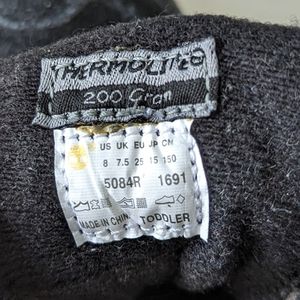 THERMOLITE®
200 Gram
US UK EU JP CN
8 7.5 25 15 150
5084R 1691
MADE IN CHINA TODDLER